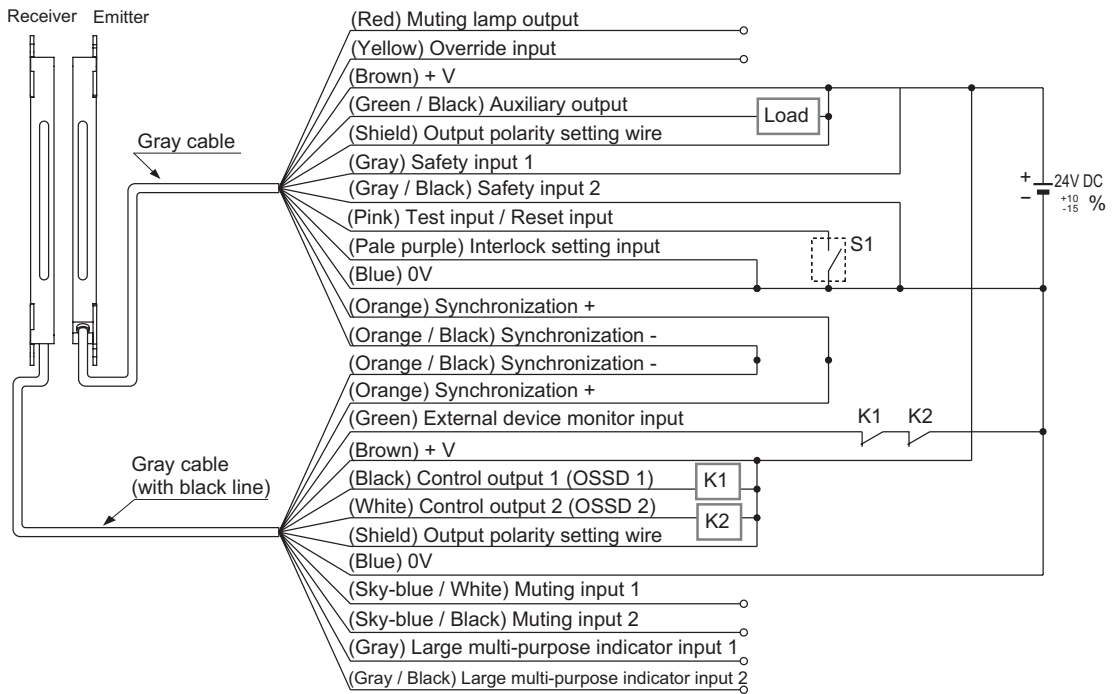 Receiver Emitter
(Red) Muting lamp output
(Yellow) Override input
(Brown) + V
(Green / Black) Auxiliary output
Load
(Shield) Output polarity setting wire
Gray cable
(Gray) Safety input 1
(Gray / Black) Safety input 2
+
24V DC
−
+10
-15 %
(Pink) Test input / Reset input
S1
(Pale purple) Interlock setting input
(Blue) 0V
(Orange) Synchronization +
(Orange / Black) Synchronization -
(Orange / Black) Synchronization -
(Orange) Synchronization +
(Green) External device monitor input
K1 K2
(Brown) + V
Gray cable
(with black line)
(Black) Control output 1 (OSSD 1)
K1
(White) Control output 2 (OSSD 2)
K2
(Shield) Output polarity setting wire
(Blue) 0V
(Sky-blue / White) Muting input 1
(Sky-blue / Black) Muting input 2
(Gray) Large multi-purpose indicator input 1
(Gray / Black) Large multi-purpose indicator input 2